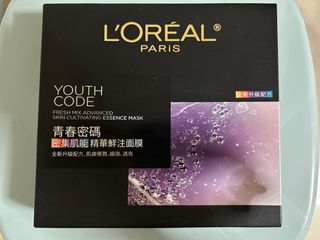 L'ORÉAL®
PARIS
YOUTH
CODE
FRESH MIX ADVANCED
SKIN CULTIVATING ESSENCE MASK
全新升級配方
青春密碼
密集肌能 精華鮮注面膜
全新升級配方, 肌膚保潤, 細滑, 透亮